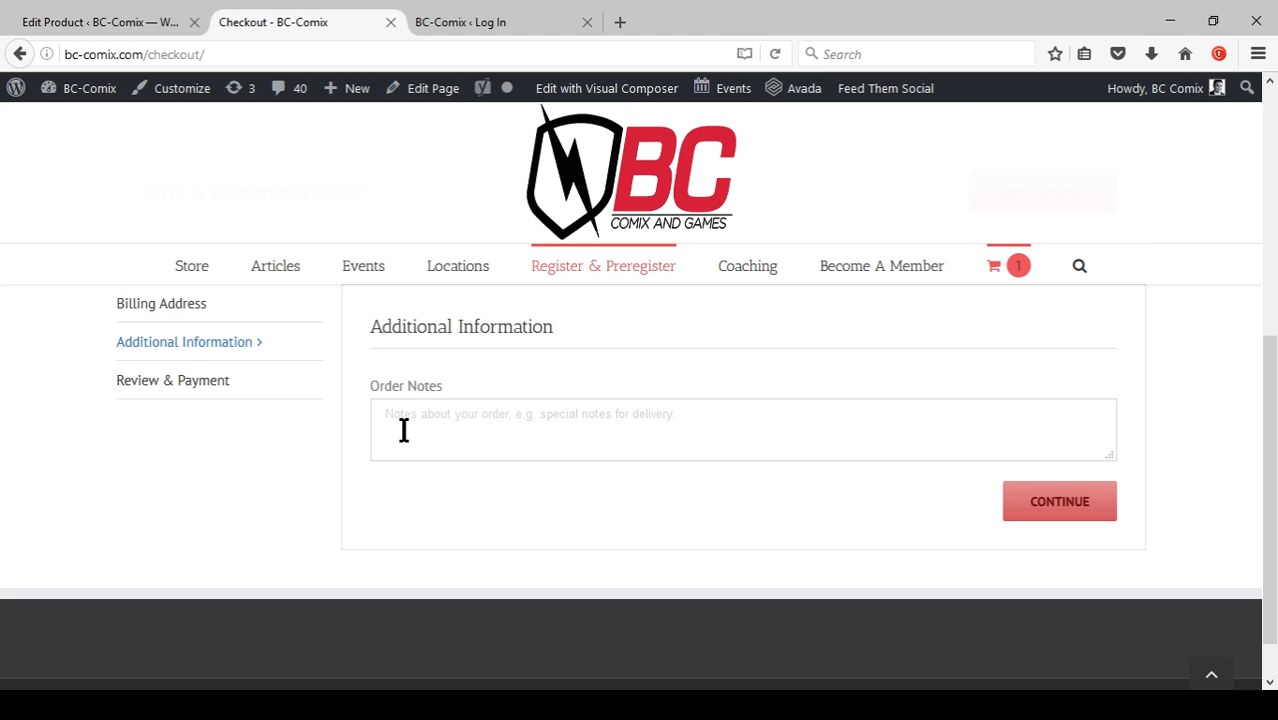 Edit Product ‹ BC-Comix — W...
Checkout - BC-Comix
BC-Comix ‹ Log In
bc-comix.com/checkout/
Search
BC-Comix
Customize
3
40
New
Edit Page
Edit with Visual Composer
Events
Avada
Feed Them Social
Howdy, BC Comix
BC
COMIX AND GAMES
Have A Promotional Code?
Store
Articles
Events
Locations
Register & Preregister
Coaching
Become A Member
1
Billing Address
Additional Information >
Review & Payment
Additional Information
Order Notes
Notes about your order, e.g. special notes for delivery.
CONTINUE